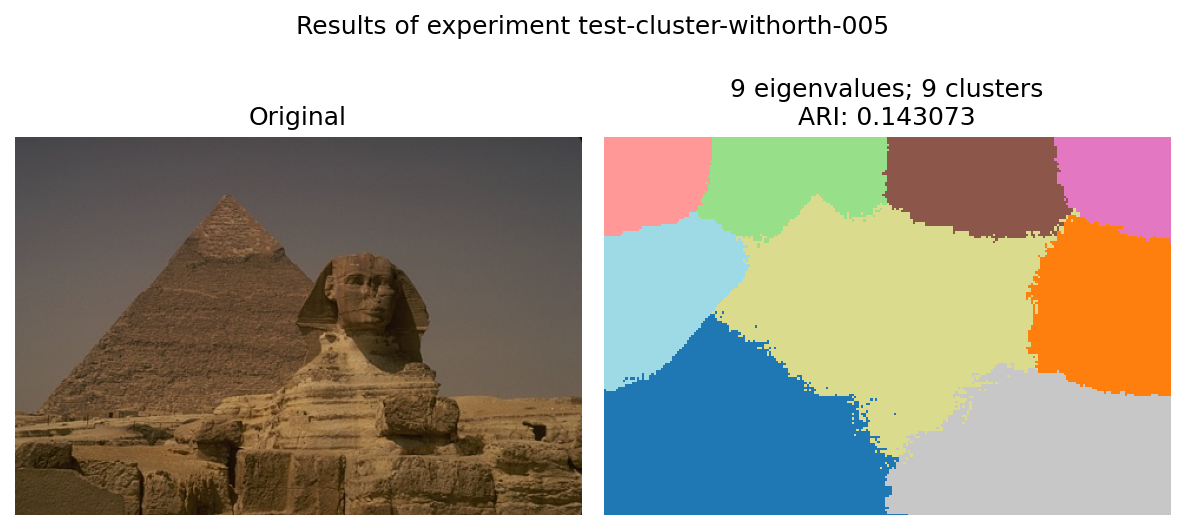 Results of experiment test-cluster-withorth-005
Original
9 eigenvalues; 9 clusters
ARI: 0.143073